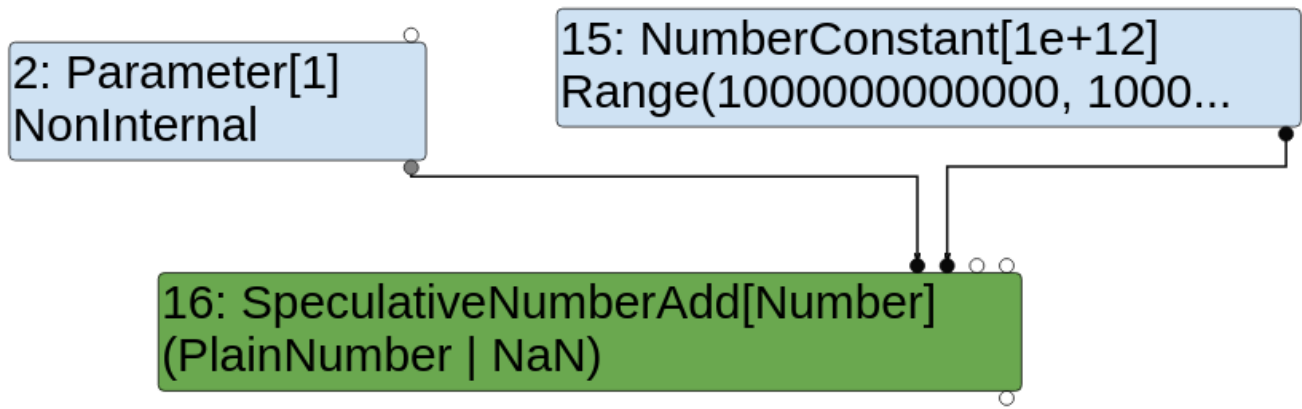 2: Parameter[1]
NonInternal
15: NumberConstant[1e+12]
Range(1000000000000, 1000...
16: SpeculativeNumberAdd[Number]
(PlainNumber | NaN)